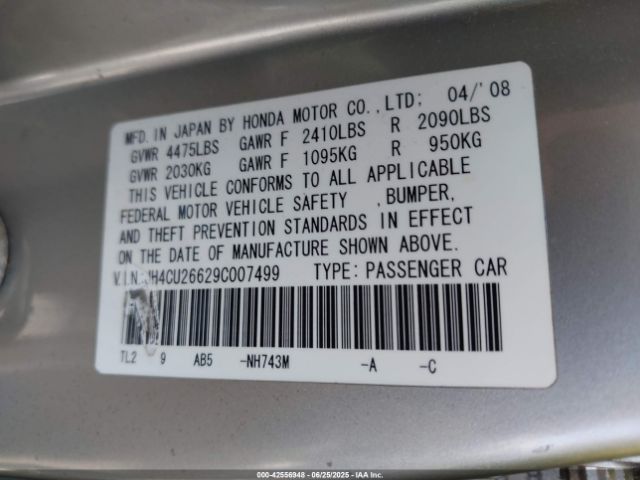 MFD. IN JAPAN BY HONDA MOTOR CO.,LTD; 04/'08
GVWR 4475LBS GAWR F 2410LBS R 2090LBS
GVWR 2030KG GAWR F 1095KG R 950KG
THIS VEHICLE CONFORMS TO ALL APPLICABLE
FEDERAL MOTOR VEHICLE SAFETY , BUMPER,
AND THEFT PREVENTION STANDARDS IN EFFECT
ON THE DATE OF MANUFACTURE SHOWN ABOVE.
V.I.N. JH4CU26629C007499 TYPE: PASSENGER CAR
TL2 9 AB5 -NH743M -A -C
000-42556948 - 06/25/2025 - IAA Inc.